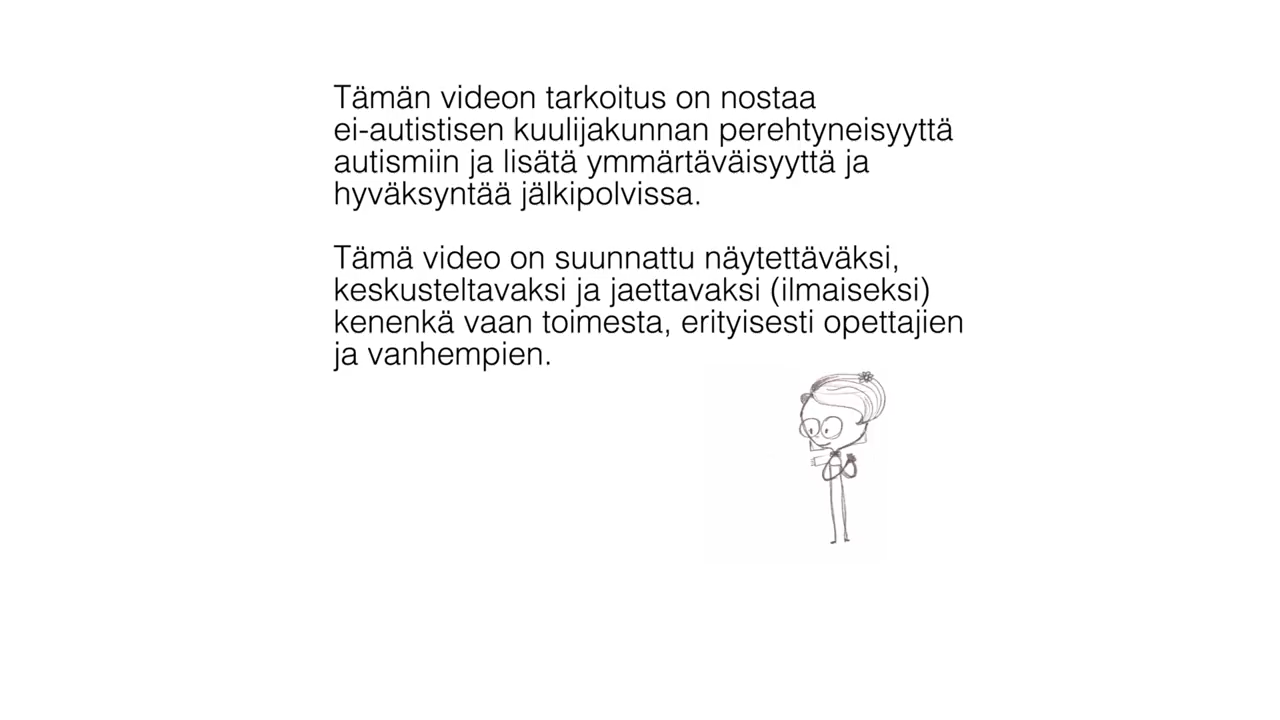 Tämän videon tarkoitus on nostaa
ei-autistisen kuulijakunnan perehtyneisyyttä
autismiin ja lisätä ymmärtäväisyyttä ja
hyväksyntää jälkipolvissa.
Tämä video on suunnattu näytettäväksi,
keskusteltavaksi ja jaettavaksi (ilmaiseksi)
kenenkä vaan toimesta, erityisesti opettajien
ja vanhempien.